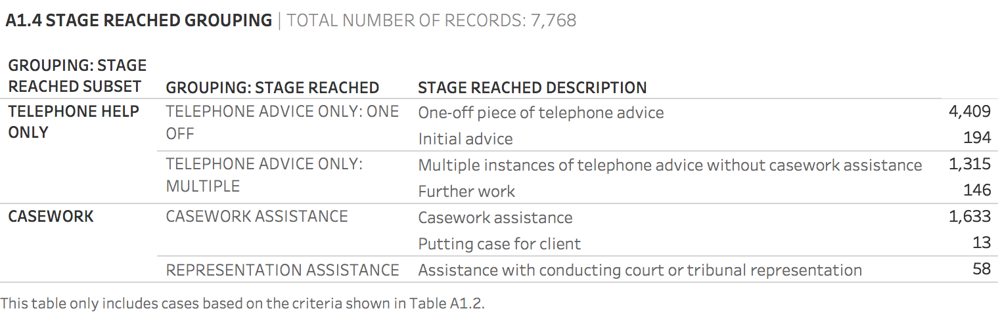 A1.4 STAGE REACHED GROUPING | TOTAL NUMBER OF RECORDS: 7,768
GROUPING: STAGE
REACHED SUBSET GROUPING: STAGE REACHED STAGE REACHED DESCRIPTION
TELEPHONE HELP TELEPHONE ADVICE ONLY: ONE One-off piece of telephone advice 4,409
ONLY OFF Initial advice 194
TELEPHONE ADVICE ONLY: Multiple instances of telephone advice without casework assistance 1,315
MULTIPLE Further work 146
CASEWORK CASEWORK ASSISTANCE Casework assistance 1,633
Putting case for client 13
REPRESENTATION ASSISTANCE Assistance with conducting court or tribunal representation 58
This table only includes cases based on the criteria shown in Table A1.2.